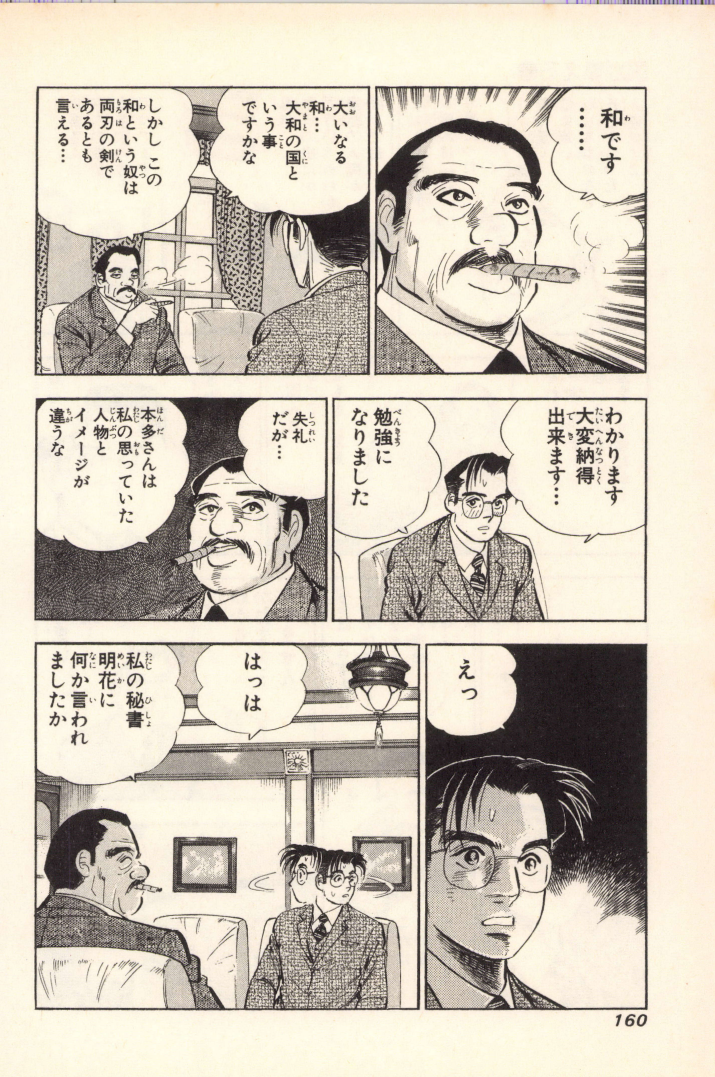 和です
………
大いなる
和…
大和の国と
いう事
ですかな
しかし この
和という奴は
両刃の剣で
あるとも
言える…
わかります
大変納得
出来ます…
勉強に
なりました
失礼
だが…
本多さんは
私の思っていた
人物と
イメージが
違うな
えっ
はっは
私の秘書
明花に
何か言われ
ましたか
160